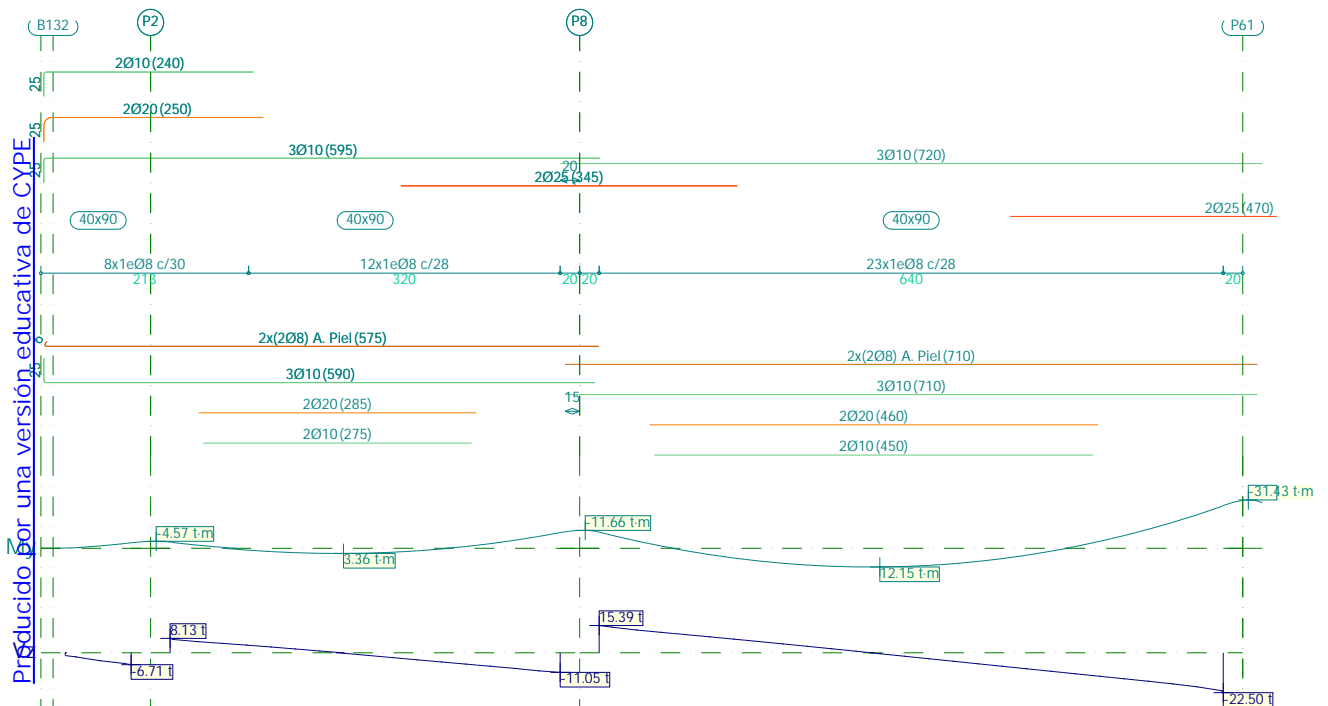 B132
P2
P8
P61
2Ø10(240)
25
2Ø20(250)
25
3Ø10(595)
25
20
3Ø10(720)
2Ø25(345)
2Ø25(470)
40x90
40x90
40x90
8x1eØ8 c/30
12x1eØ8 c/28
23x1eØ8 c/28
213
320
20
20
640
20
2x(2Ø8) A. Piel(575)
2x(2Ø8) A. Piel(710)
25
3Ø10(590)
3Ø10(710)
15
2Ø20(285)
2Ø20(460)
2Ø10(275)
2Ø10(450)
-31.43 t·m
-11.66 t·m
-4.57 t·m
3.36 t·m
12.15 t·m
15.39 t
8.13 t
-6.71 t
-11.05 t
-22.50 t
Producido por una versión educativa de CYPE